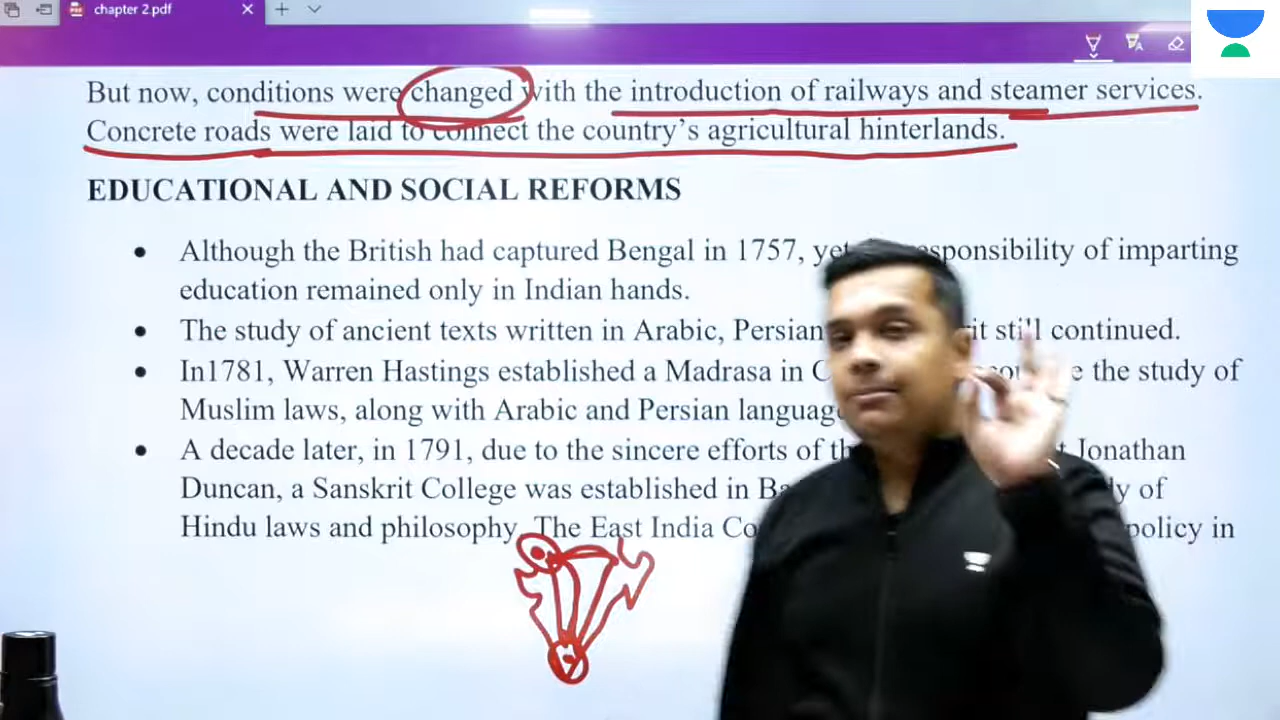 chapter 2.pdf
But now, conditions were changed with the introduction of railways and steamer services.
Concrete roads were laid to connect the country's agricultural hinterlands.
EDUCATIONAL AND SOCIAL REFORMS
• Although the British had captured Bengal in 1757, yet responsibility of imparting
education remained only in Indian hands.
• The study of ancient texts written in Arabic, Persian still continued.
• In1781, Warren Hastings established a Madrasa in the study of
Muslim laws, along with Arabic and Persian
• A decade later, in 1791, due to the sincere efforts of Jonathan
Duncan, a Sanskrit College was established in of
Hindu laws and philosophy. The East India policy in